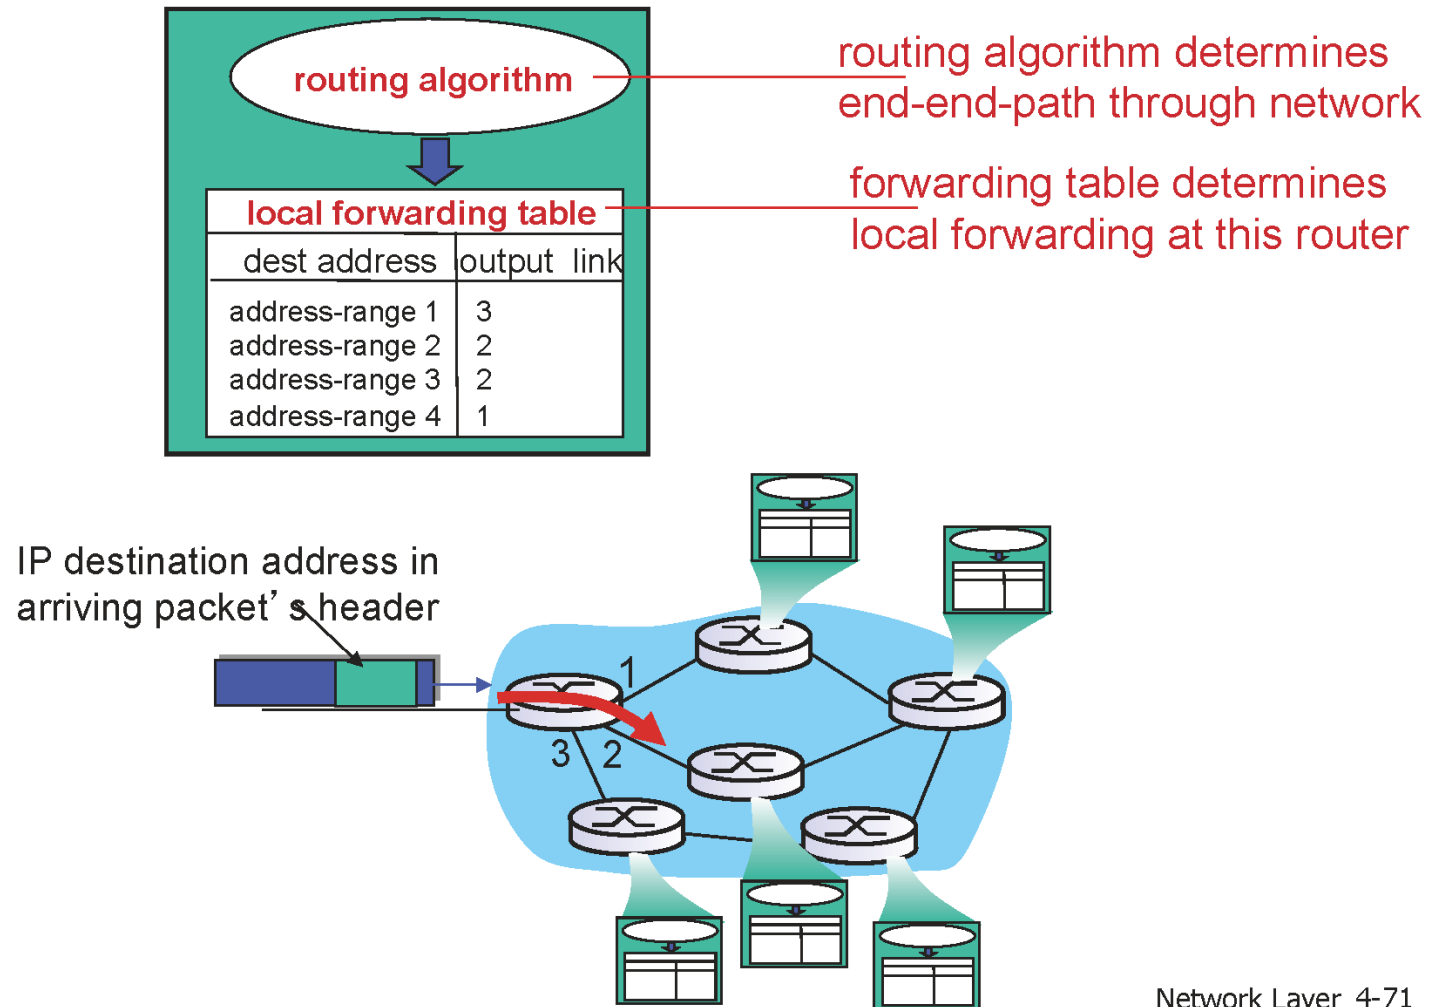 routing algorithm
routing algorithm determines
end-end-path through network
local forwarding table
forwarding table determines
local forwarding at this router
dest address output link
address-range 1 3
address-range 2 2
address-range 3 2
address-range 4 1
IP destination address in
arriving packet’s header
1
3 2
Network Layer 4-71